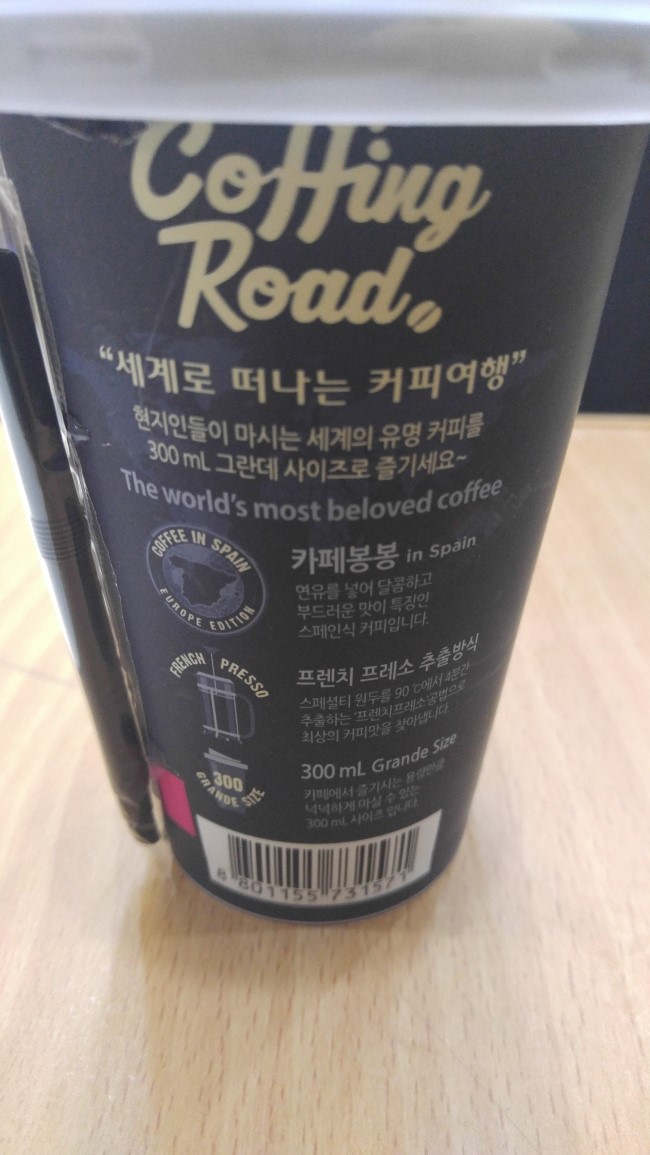 Coffing
Road
“세계로 떠나는 커피여행”
현지인들이 마시는 세계의 유명 커피를
300 mL 그란데 사이즈로 즐기세요~
The world's most beloved coffee
COFFEE IN SPAIN
EUROPE EDITION
카페봉봉 in Spain
연유를 넣어 달콤하고
부드러운 맛이 특징인
스페인식 커피입니다.
FRENCH PRESSO
프렌치 프레소 추출방식
스페셜티 원두를 90℃에서 4분간
추출하는 '프렌치프레소'공법으로
최상의 커피맛을 찾아냅니다.
300
GRANDE SIZE
300 mL Grande Size
카페에서 즐기시는 용량만큼
넉넉하게 마실 수 있는
300 mL 사이즈 입니다.
8 801155 731571